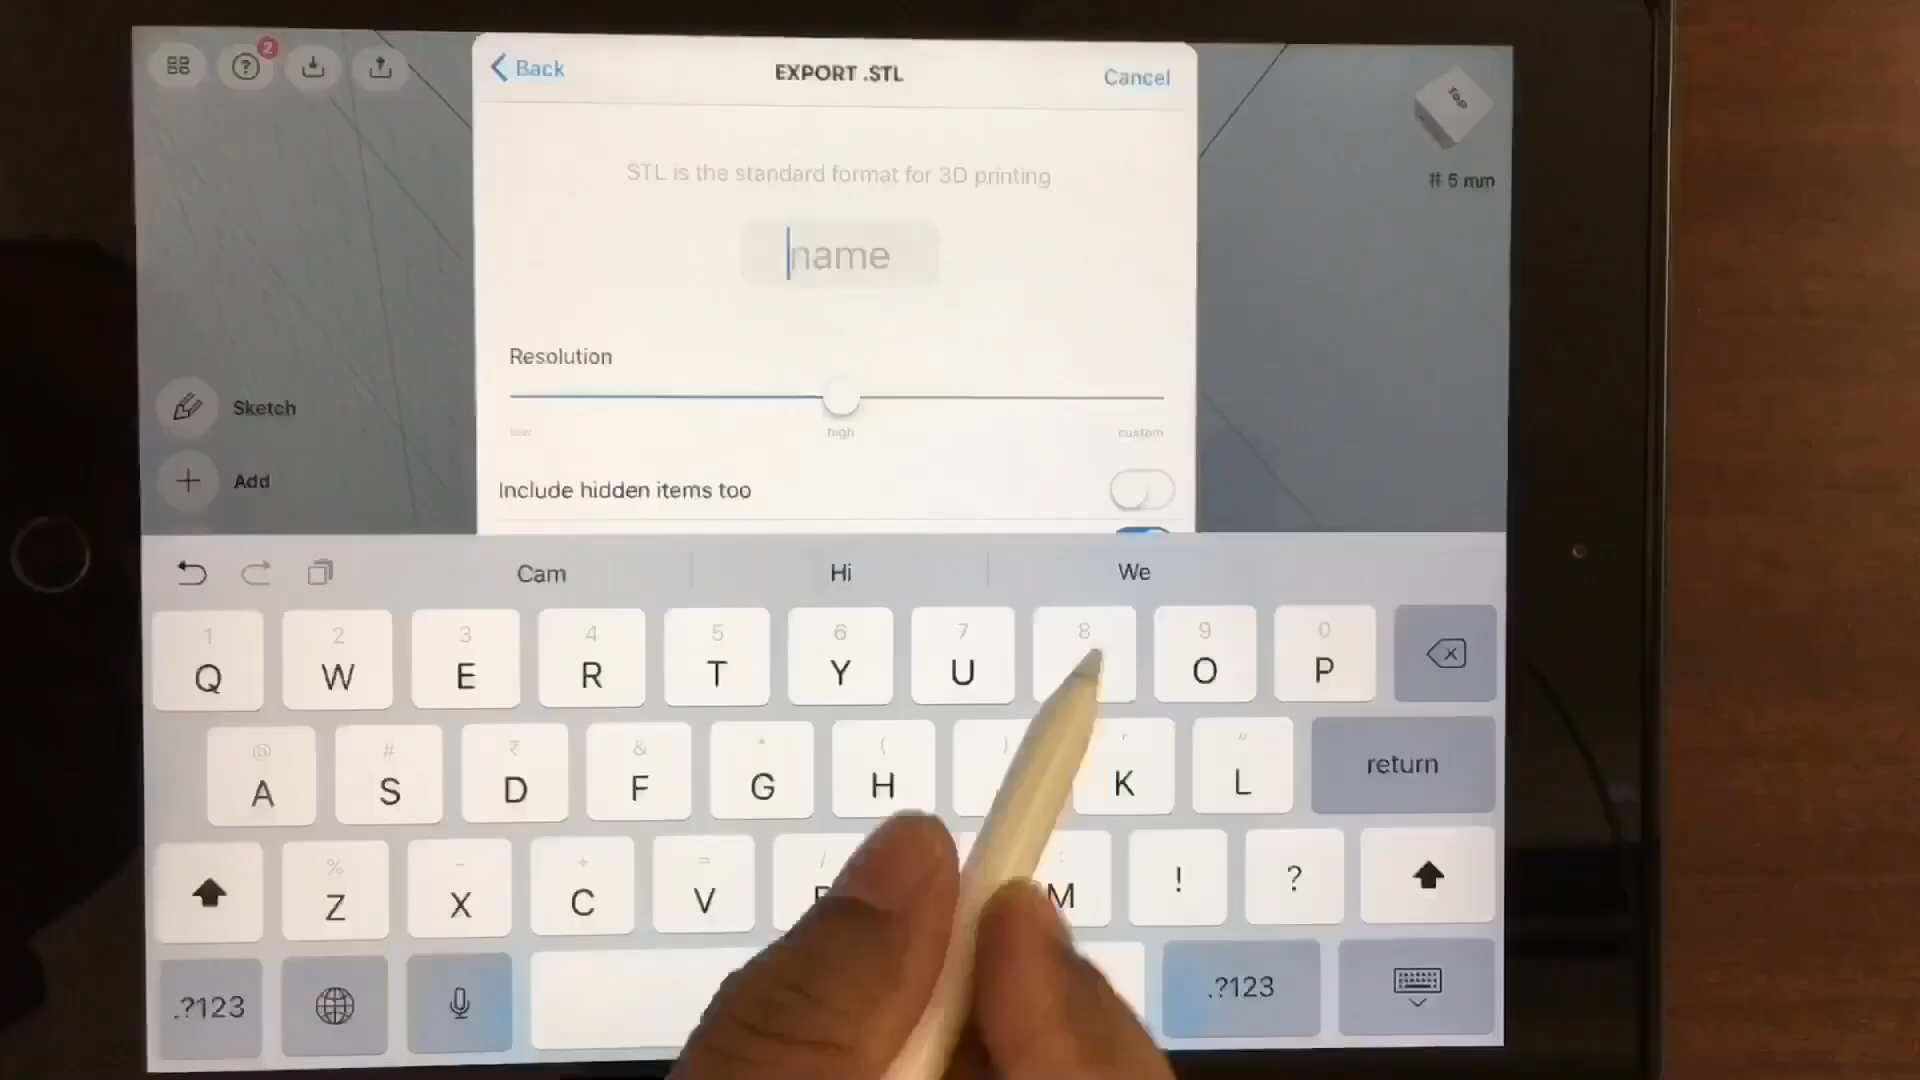 2
Back
EXPORT .STL
Cancel
Top
STL is the standard format for 3D printing
5 mm
name
Resolution
low
high
custom
Sketch
Include hidden items too
Add
Cam
Hi
We
1 2 3 4 5 6 7 8 9 0
Q W E R T Y U O P
@ # ₹ & * ( ) ' "
A S D F G H K L
return
% - + = / :
Z X C V M ! ?
.?123
.?123